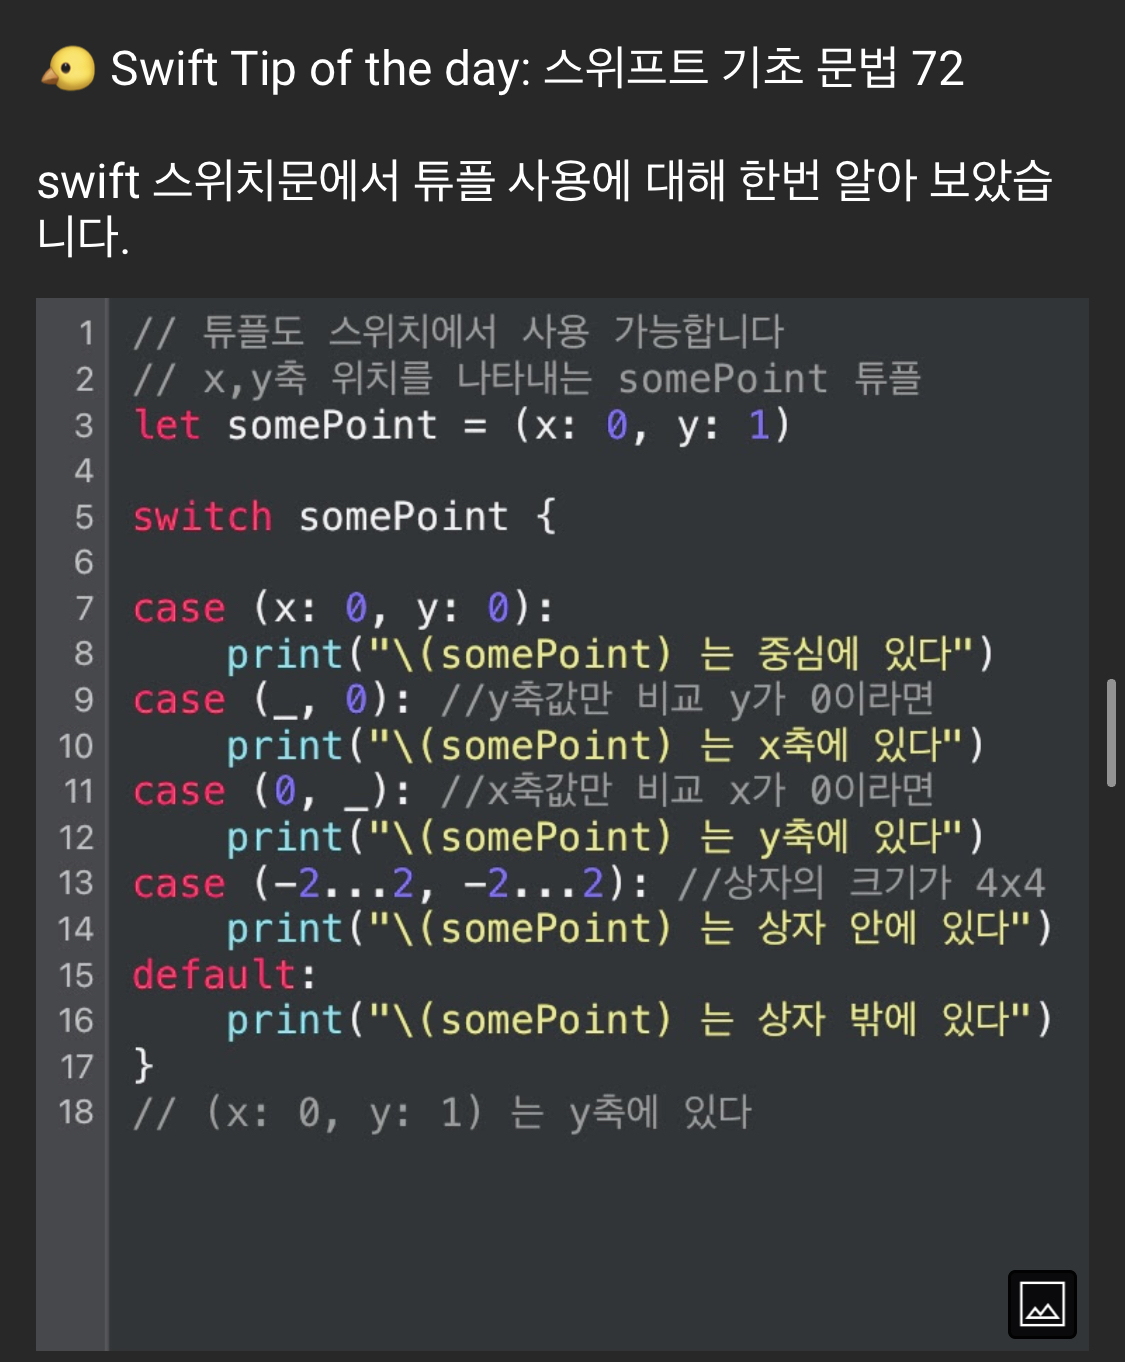 🐤 Swift Tip of the day: 스위프트 기초 문법 72
swift 스위치문에서 튜플 사용에 대해 한번 알아 보았습
니다.
1 // 튜플도 스위치에서 사용 가능합니다
2 // x,y축 위치를 나타내는 somePoint 튜플
3 let somePoint = (x: 0, y: 1)
4
5 switch somePoint {
6
7 case (x: 0, y: 0):
8     print("\(somePoint) 는 중심에 있다")
9 case (_, 0): //y축값만 비교 y가 0이라면
10     print("\(somePoint) 는 x축에 있다")
11 case (0, _): //x축값만 비교 x가 0이라면
12     print("\(somePoint) 는 y축에 있다")
13 case (-2...2, -2...2): //상자의 크기가 4x4
14     print("\(somePoint) 는 상자 안에 있다")
15 default:
16     print("\(somePoint) 는 상자 밖에 있다")
17 }
18 // (x: 0, y: 1) 는 y축에 있다